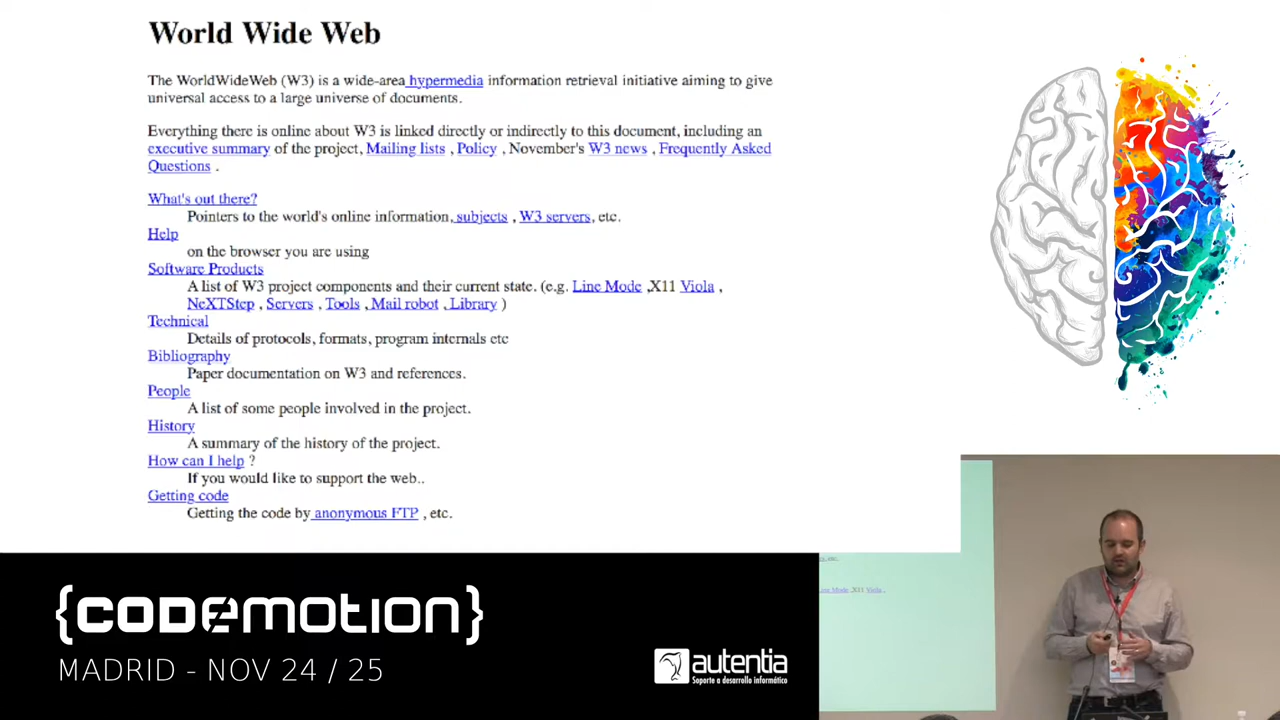 World Wide Web
The WorldWideWeb (W3) is a wide-area hypermedia information retrieval initiative aiming to give
universal access to a large universe of documents.
Everything there is online about W3 is linked directly or indirectly to this document, including an
executive summary of the project, Mailing lists , Policy , November's W3 news , Frequently Asked
Questions .
What's out there?
Pointers to the world's online information, subjects , W3 servers, etc.
Help
on the browser you are using
Software Products
A list of W3 project components and their current state. (e.g. Line Mode ,X11 Viola ,
NeXTStep , Servers , Tools , Mail robot , Library )
Technical
Details of protocols, formats, program internals etc
Bibliography
Paper documentation on W3 and references.
People
A list of some people involved in the project.
History
A summary of the history of the project.
How can I help ?
If you would like to support the web..
Getting code
Getting the code by anonymous FTP , etc.
{CODEMOTION}
MADRID - NOV 24 / 25
autentia
Soporte a desarrollo informático
Line Mode ,X11 Viola ,